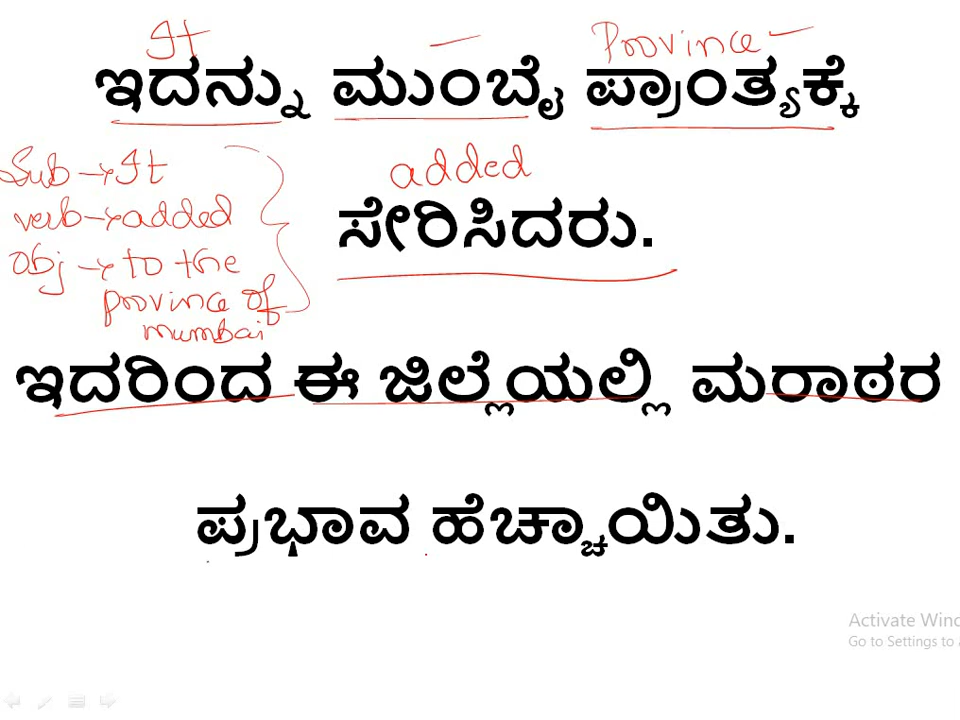 It — Province —
ಇದನ್ನು ಮುಂಬೈ ಪ್ರಾಂತ್ಯಕ್ಕೆ
Sub → It
added
verb → added
ಸೇರಿಸಿದರು.
Obj → to the
province of
mumbai
ಇದರಿಂದ ಈ ಜಿಲ್ಲೆಯಲ್ಲಿ ಮರಾಠರ
ಪ್ರಭಾವ ಹೆಚ್ಚಾಯಿತು.
Activate Wind
Go to Settings to a